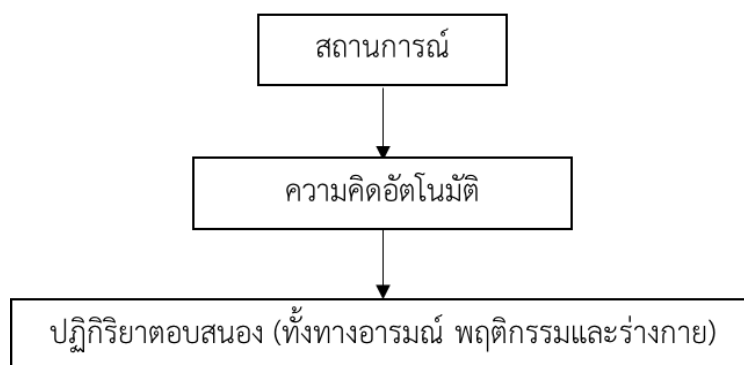 สถานการณ์
ความคิดอัตโนมัติ
ปฏิกิริยาตอบสนอง (ทั้งทางอารมณ์ พฤติกรรมและร่างกาย)